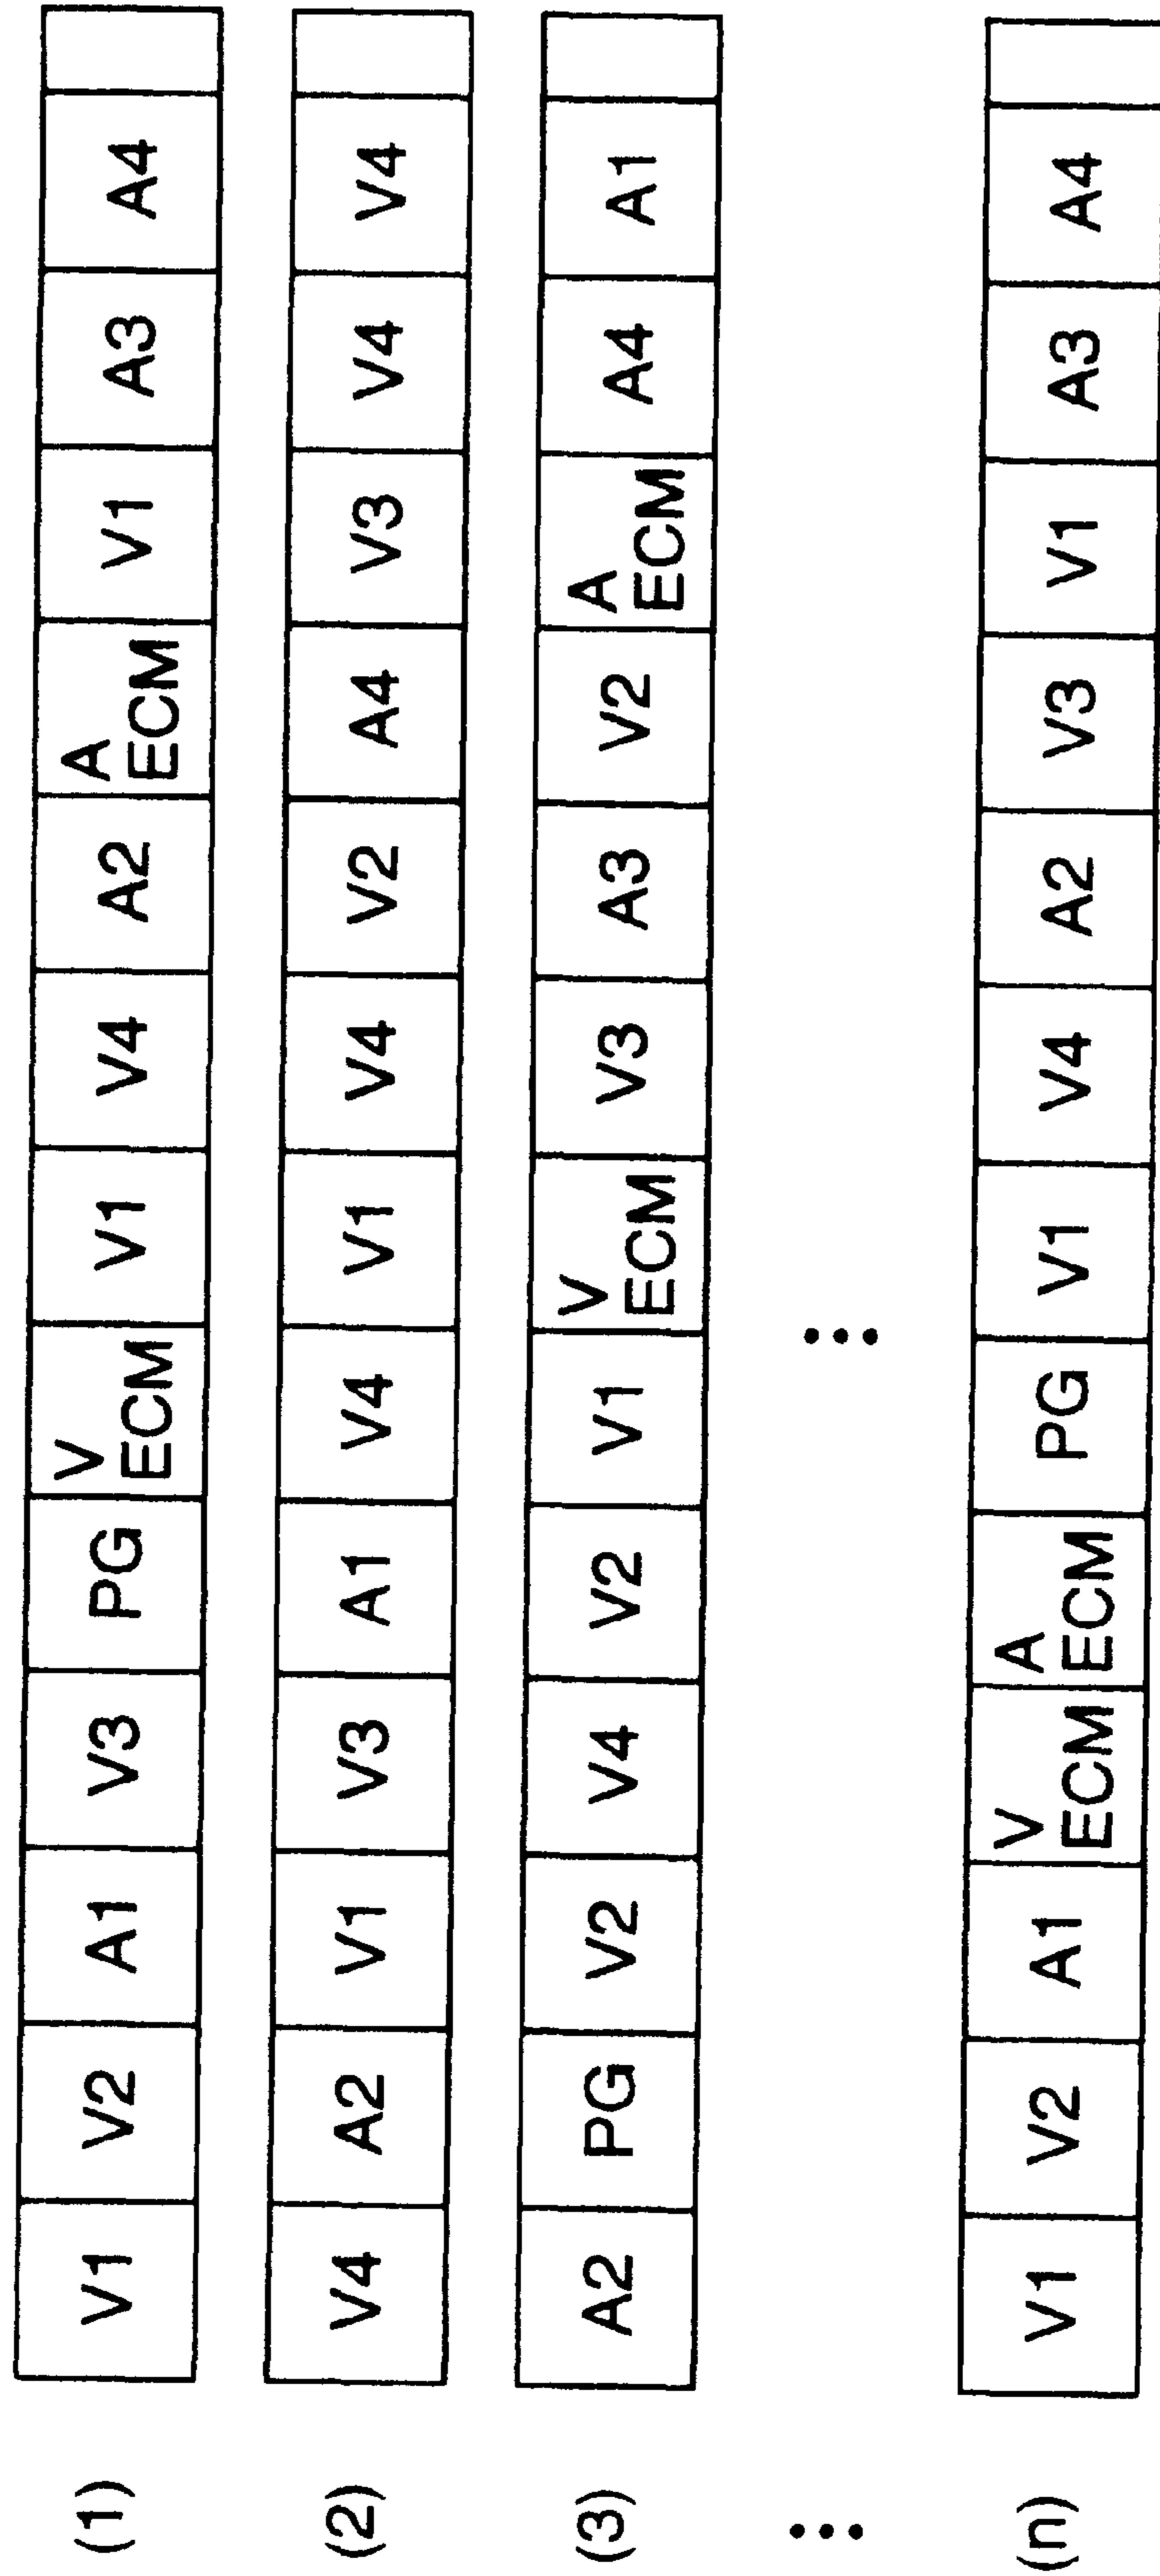 (1) V1 V2 A1 V3 PG V ECM V1 V4 A2 A ECM V1 A3 A4
(2) V4 A2 V1 V3 A1 V4 V1 V4 V2 A4 V3 V4 V4
(3) A2 PG V2 V4 V2 V1 V ECM V3 A3 V2 A ECM A4 A1
••• •••
(n) V1 V2 A1 V ECM A ECM PG V1 V4 A2 V3 V1 A3 A4